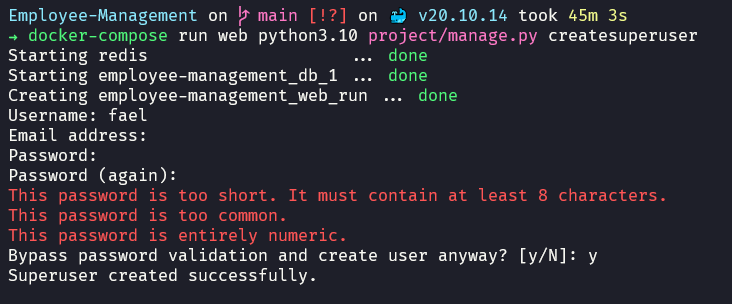 Employee-Management on main [!?] on v20.10.14 took 45m 3s
→ docker-compose run web python3.10 project/manage.py createsuperuser
Starting redis ... done
Starting employee-management_db_1 ... done
Creating employee-management_web_run ... done
Username: fael
Email address:
Password:
Password (again):
This password is too short. It must contain at least 8 characters.
This password is too common.
This password is entirely numeric.
Bypass password validation and create user anyway? [y/N]: y
Superuser created successfully.